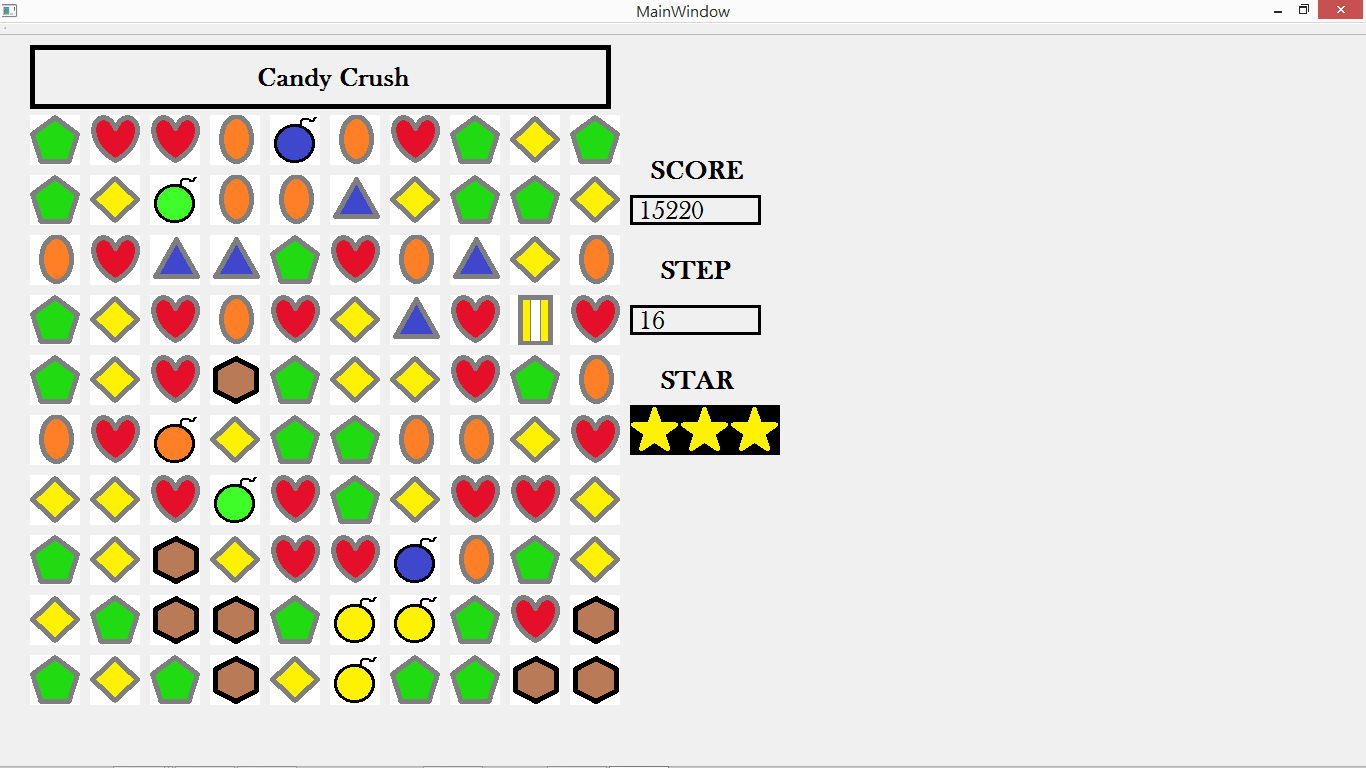 MainWindow
Candy Crush
SCORE
15220
STEP
16
STAR